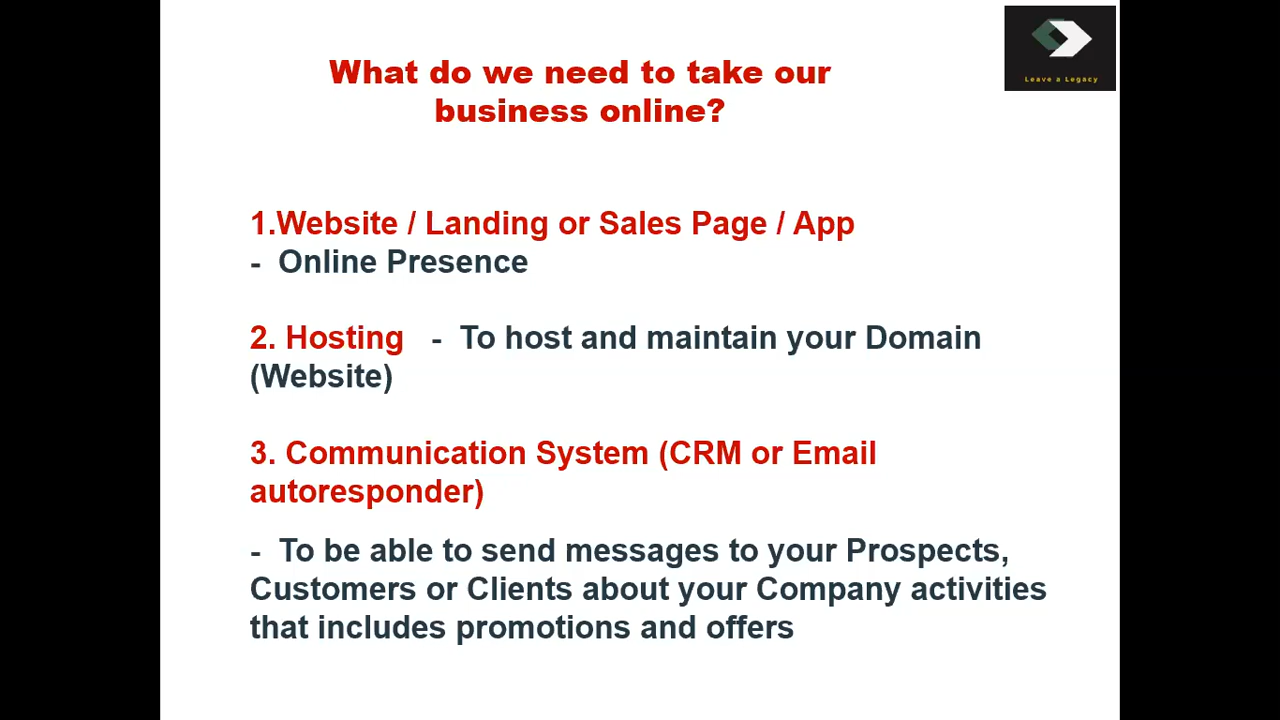 Leave a Legacy
What do we need to take our
business online?
1.Website / Landing or Sales Page / App
- Online Presence
2. Hosting - To host and maintain your Domain
(Website)
3. Communication System (CRM or Email
autoresponder)
- To be able to send messages to your Prospects,
Customers or Clients about your Company activities
that includes promotions and offers